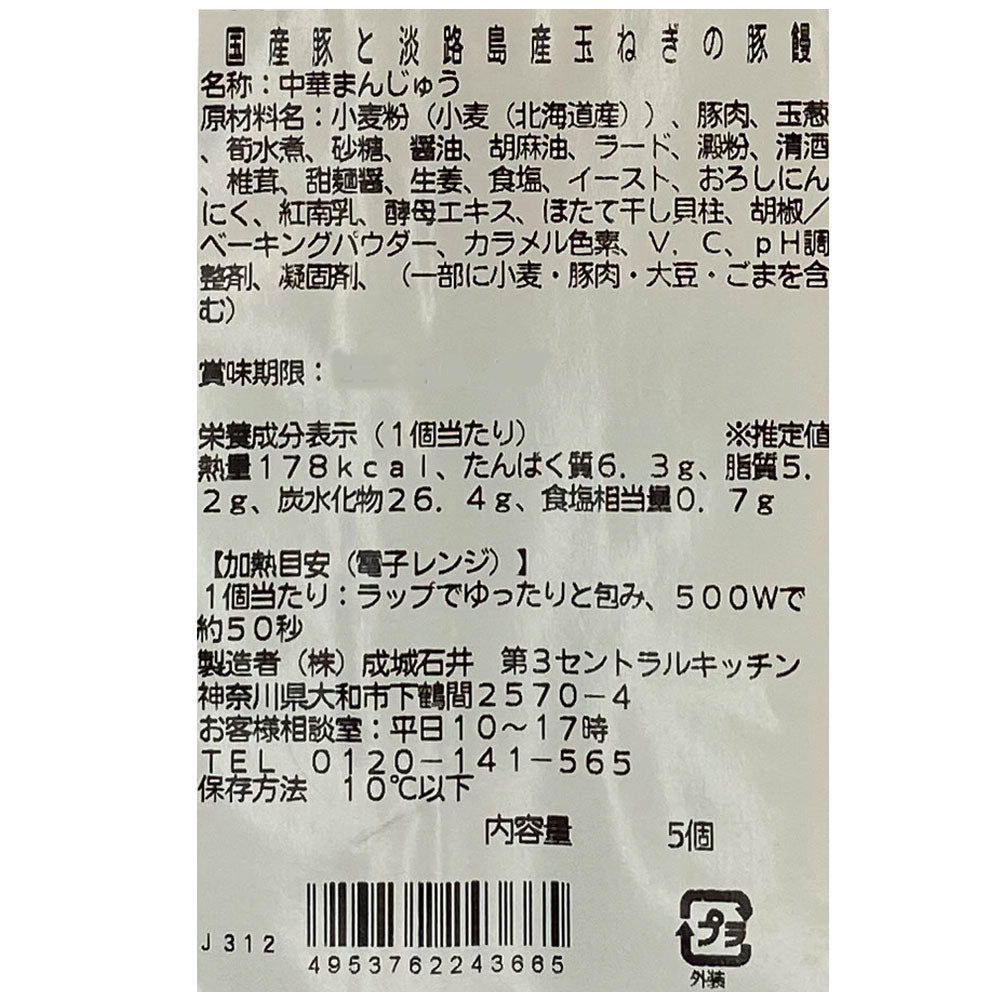 国産豚と淡路島産玉ねぎの豚饅
名称：中華まんじゅう
原材料名：小麦粉（小麦（北海道産））、豚肉、玉葱
、筍水煮、砂糖、醤油、胡麻油、ラード、澱粉、清酒
、椎茸、甜麺醤、生姜、食塩、イースト、おろしにん
にく、紅南乳、酵母エキス、ほたて干し貝柱、胡椒／
ベーキングパウダー、カラメル色素、Ｖ．Ｃ、ｐＨ調
整剤、凝固剤、（一部に小麦・豚肉・大豆・ごまを含
む）
賞味期限：
栄養成分表示（１個当たり） ※推定値
熱量１７８ｋｃａｌ、たんぱく質６．３ｇ、脂質５．
２ｇ、炭水化物２６．４ｇ、食塩相当量０．７ｇ
【加熱目安（電子レンジ）】
１個当たり：ラップでゆったりと包み、５００Ｗで
約５０秒
製造者（株）成城石井　第３セントラルキッチン
神奈川県大和市下鶴間２５７０－４
お客様相談室：平日１０～１７時
ＴＥＬ　０１２０－１４１－５６５
保存方法　１０℃以下
内容量　５個
Ｊ３１２
4953762243665
プラ
外装